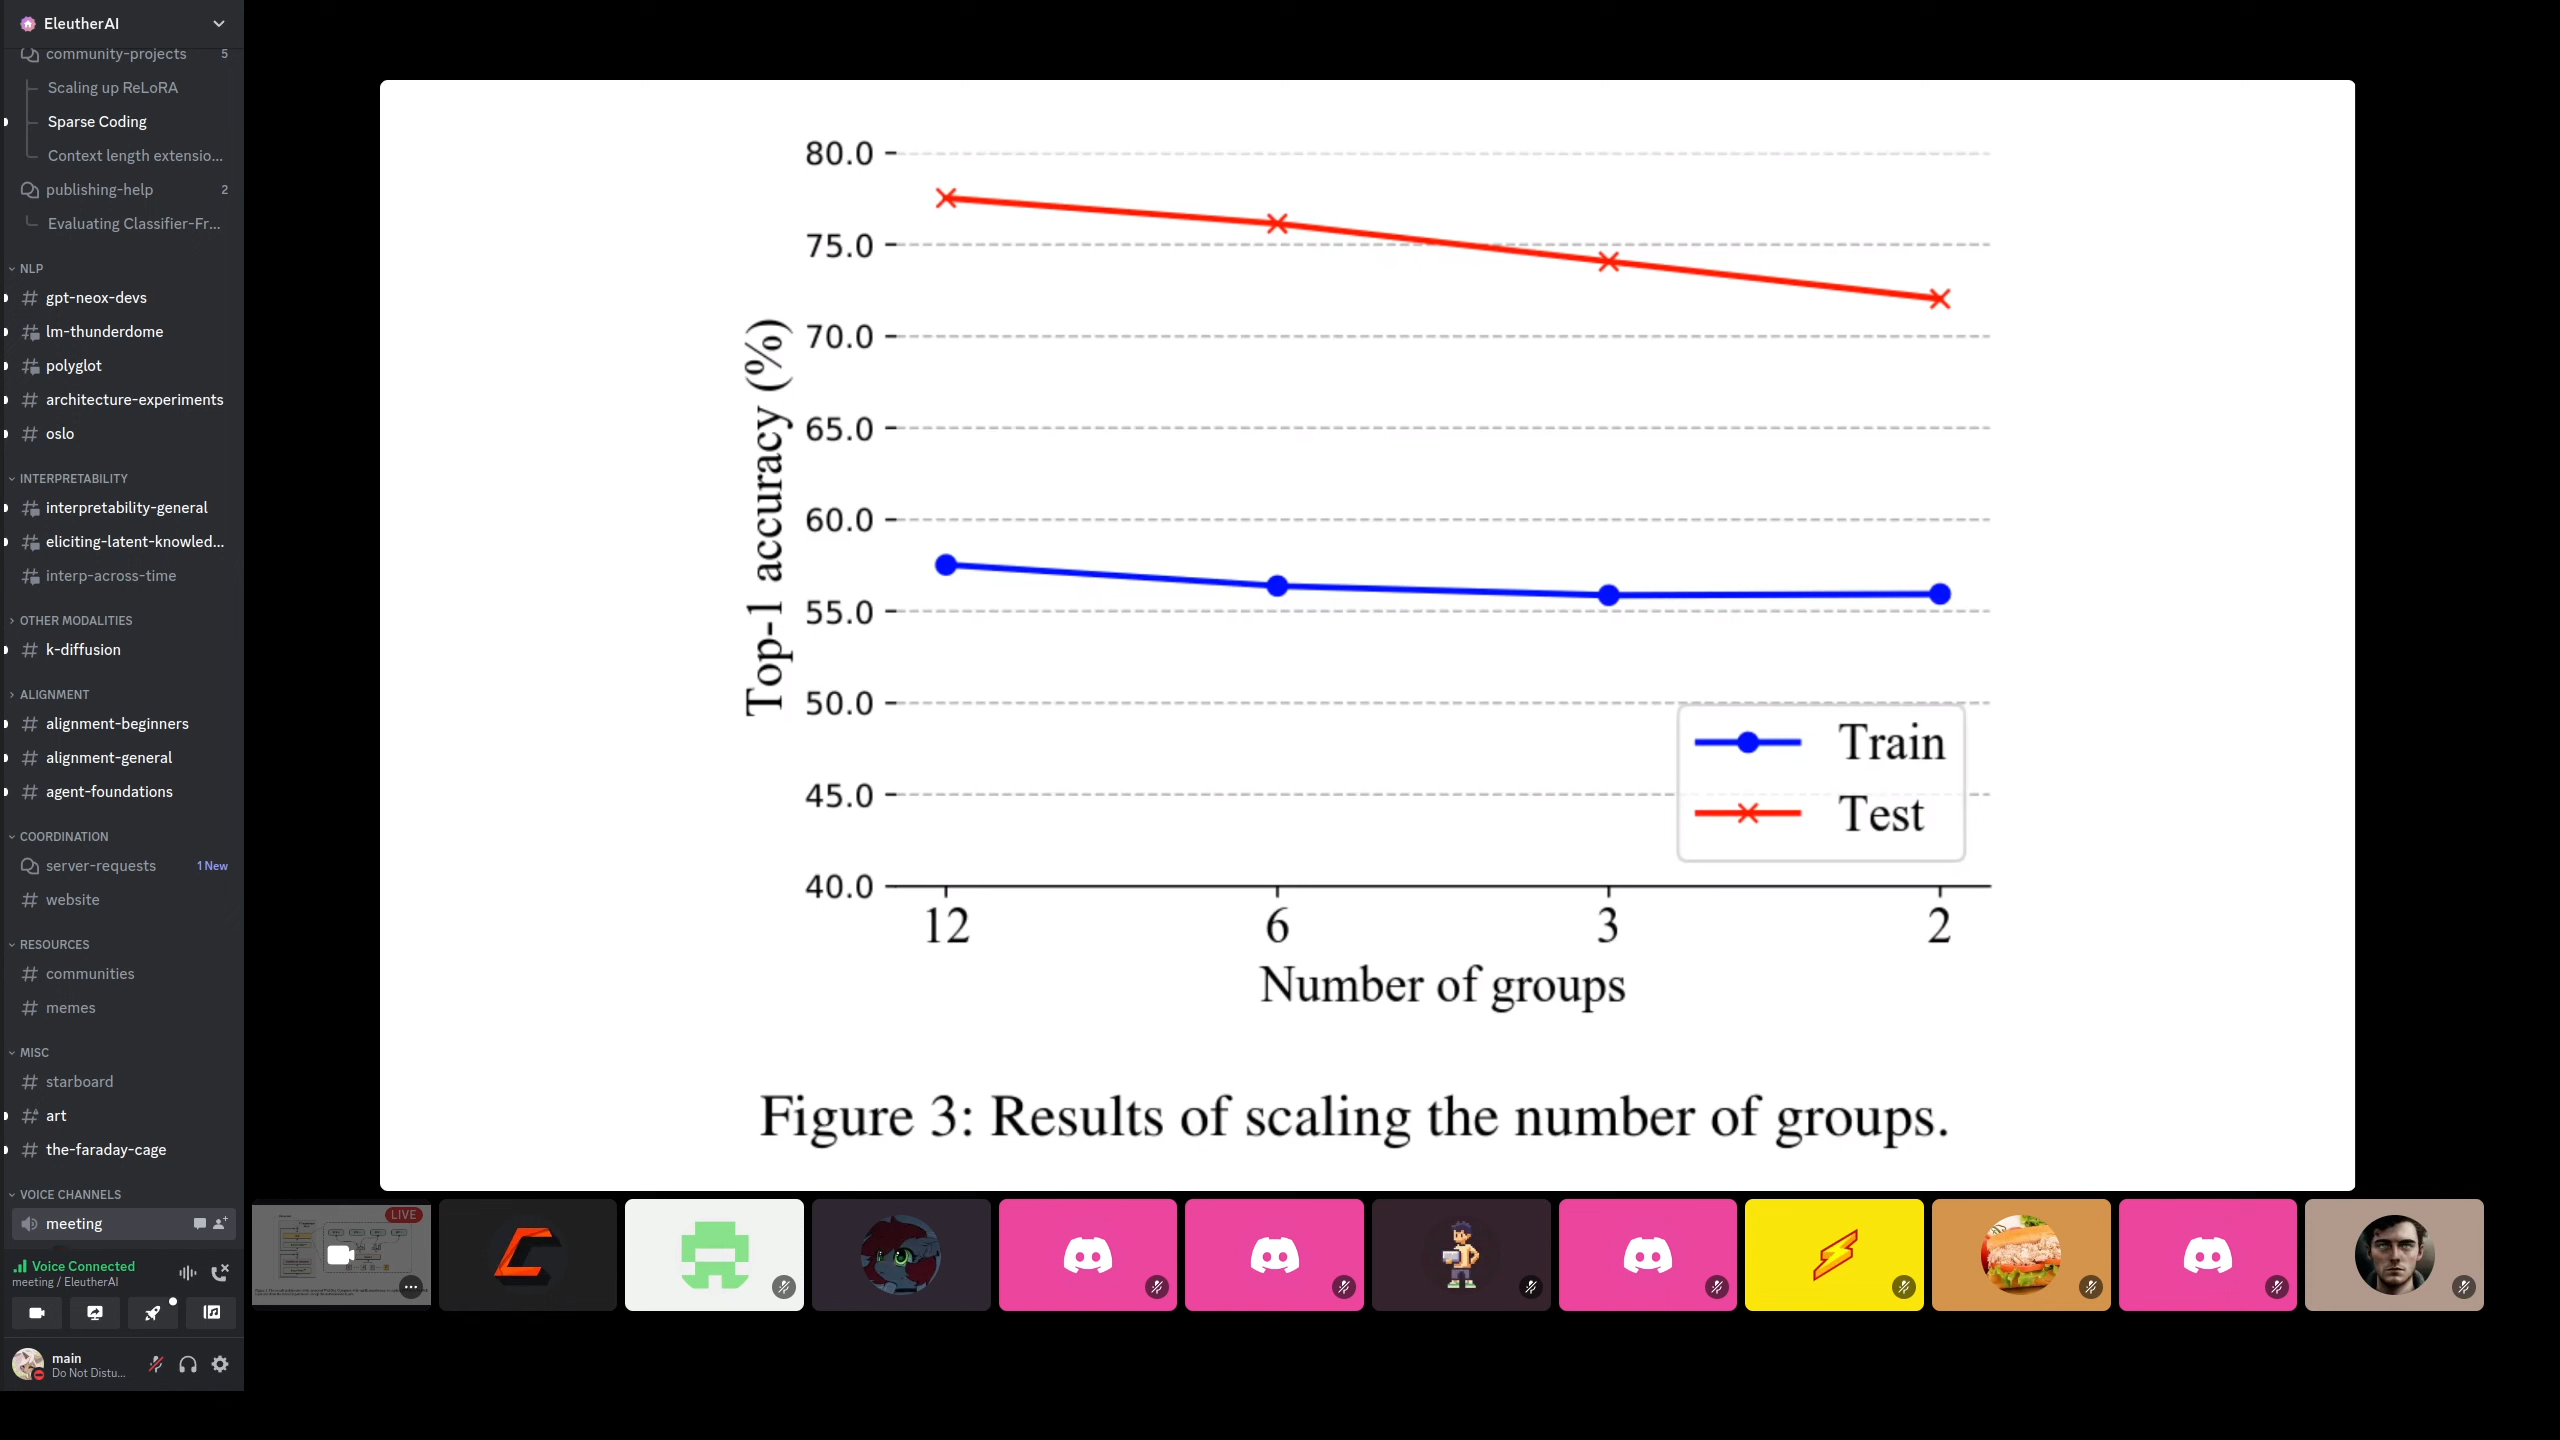 EleutherAI
community-projects 5
Scaling up ReLoRA
Sparse Coding
Context length extensio...
publishing-help 2
Evaluating Classifier-Fr...
NLP
gpt-neox-devs
lm-thunderdome
polyglot
architecture-experiments
oslo
INTERPRETABILITY
interpretability-general
eliciting-latent-knowled...
interp-across-time
OTHER MODALITIES
k-diffusion
ALIGNMENT
alignment-beginners
alignment-general
agent-foundations
COORDINATION
server-requests 1 New
website
RESOURCES
communities
memes
MISC
starboard
art
the-faraday-cage
VOICE CHANNELS
meeting
Voice Connected
meeting / EleutherAI
main
Do Not Distu...
80.0
75.0
70.0
65.0
60.0
55.0
50.0
45.0
40.0
Top-1 accuracy (%)
Train
Test
12 6 3 2
Number of groups
Figure 3: Results of scaling the number of groups.
LIVE